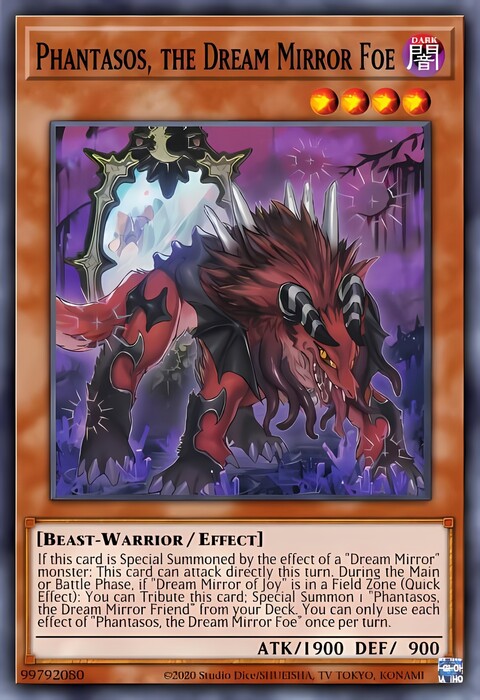 PHANTASOS, THE DREAM MIRROR FOE
DARK
闇
[BEAST-WARRIOR / EFFECT]
If this card is Special Summoned by the effect of a "Dream Mirror"
monster: This card can attack directly this turn. During the Main
or Battle Phase, if "Dream Mirror of Joy" is in a Field Zone (Quick
Effect): You can Tribute this card; Special Summon 1 "Phantasos,
the Dream Mirror Friend" from your Deck. You can only use each
effect of "Phantasos, the Dream Mirror Foe" once per turn.
ATK/1900 DEF/ 900
99792080
©2020 Studio Dice/SHUEISHA, TV TOKYO, KONAMI